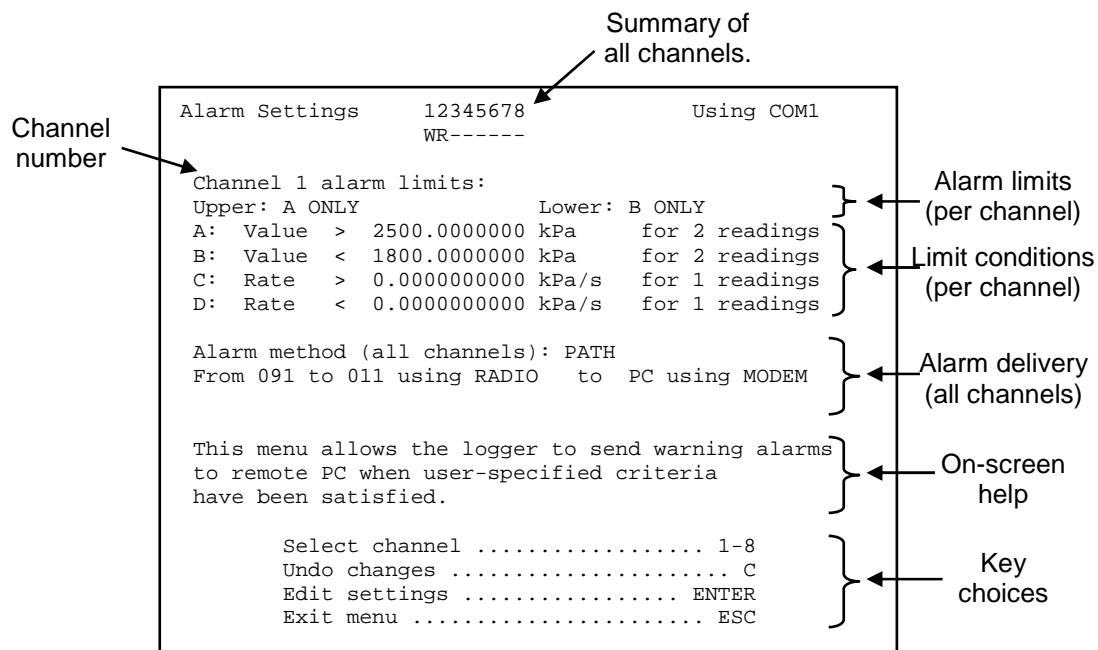 Summary of
all channels.
Alarm Settings 12345678 Using COM1
WR------
Channel
number
Channel 1 alarm limits:
Upper: A ONLY Lower: B ONLY
A: Value > 2500.0000000 kPa for 2 readings
B: Value < 1800.0000000 kPa for 2 readings
C: Rate > 0.0000000000 kPa/s for 1 readings
D: Rate < 0.0000000000 kPa/s for 1 readings
Alarm limits
(per channel)
Limit conditions
(per channel)
Alarm method (all channels): PATH
From 091 to 011 using RADIO to PC using MODEM
Alarm delivery
(all channels)
This menu allows the logger to send warning alarms
to remote PC when user-specified criteria
have been satisfied.
On-screen
help
Select channel .................. 1-8
Undo changes ...................... C
Edit settings ................. ENTER
Exit menu ....................... ESC
Key
choices